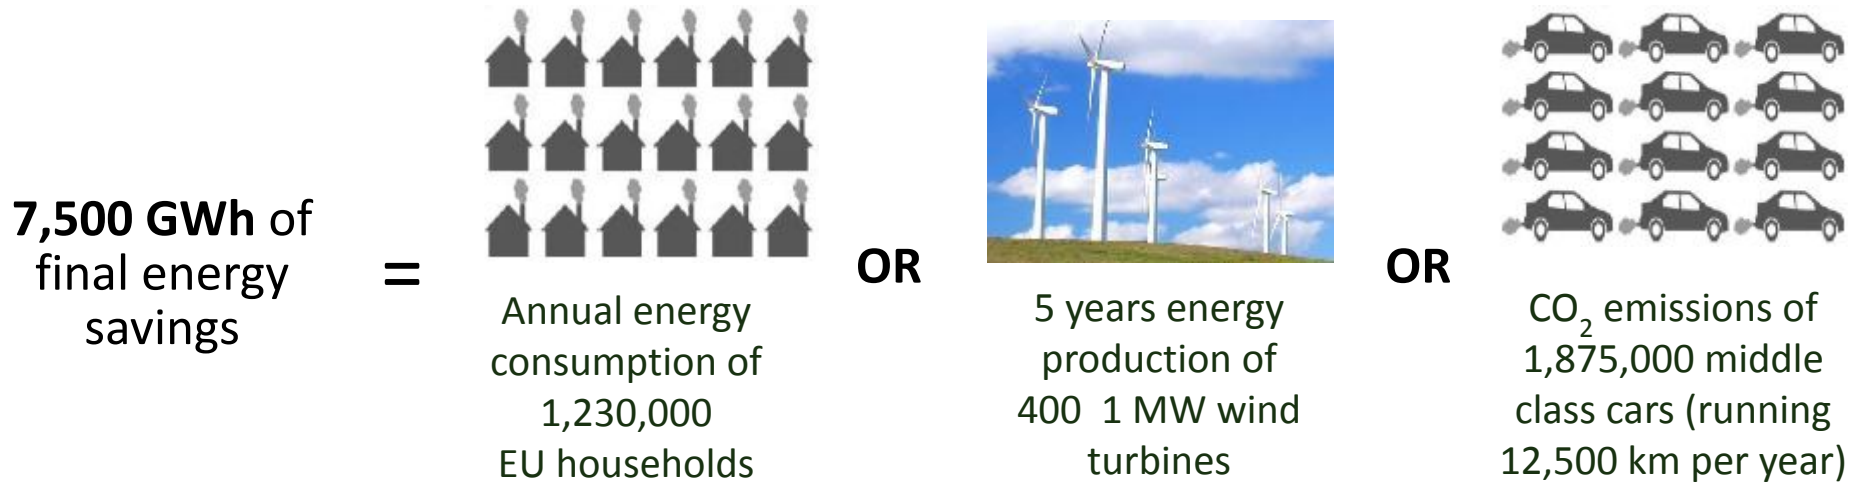 7,500 GWh of
final energy
savings
=
Annual energy
consumption of
1,230,000
EU households
OR
5 years energy
production of
400  1 MW wind
turbines
OR
CO₂ emissions of
1,875,000 middle
class cars (running
12,500 km per year)